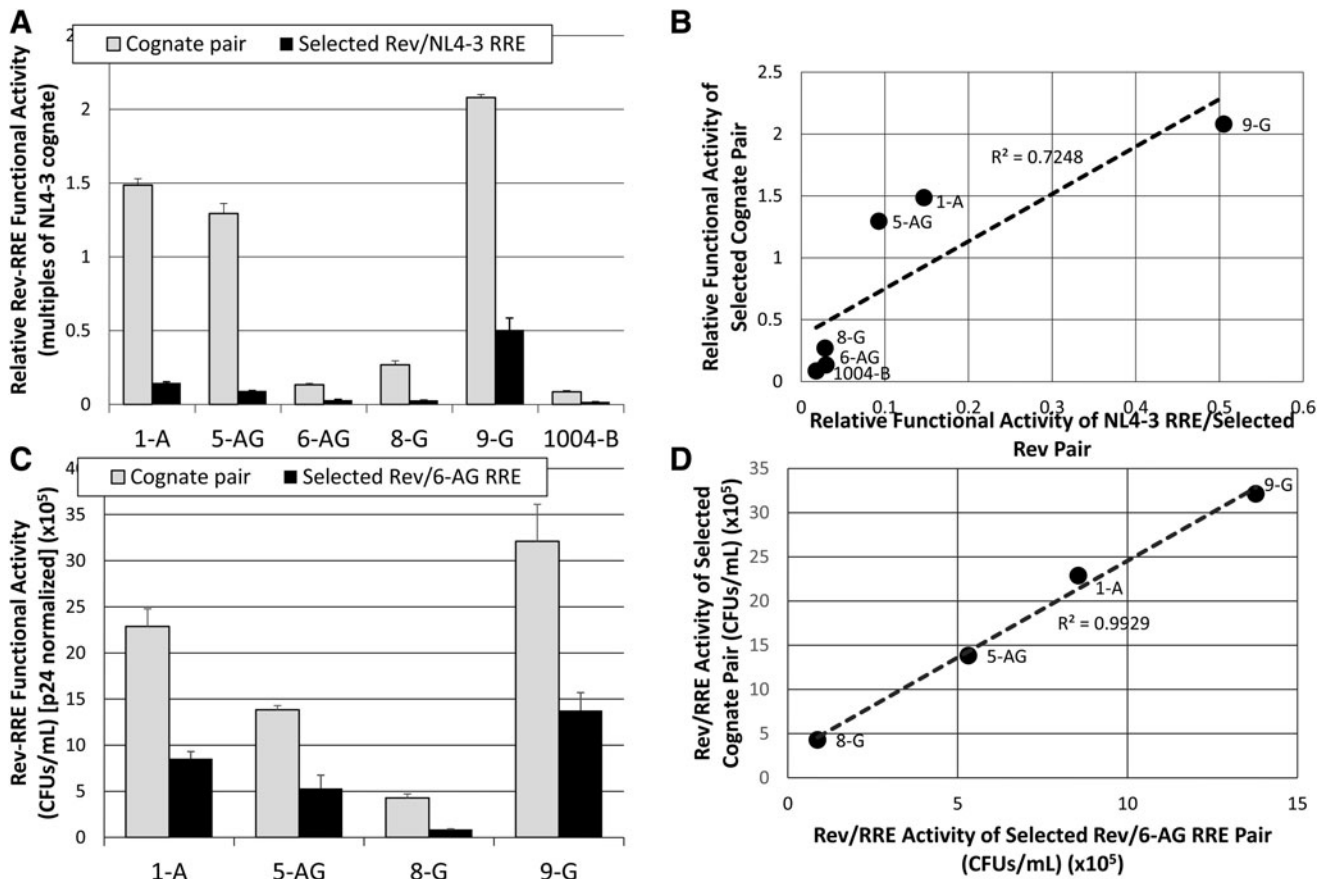 A
Relative Rev-RRE Functional Activity
(multiples of NL4-3 cognate)
Cognate pair
Selected Rev/NL4-3 RRE
2
1.5
1
0.5
0
1-A
5-AG
6-AG
8-G
9-G
1004-B
B
Relative Functional Activity of
Selected Cognate Pair
2.5
2
1.5
1
0.5
0
R² = 0.7248
9-G
1-A
5-AG
8-G
6-AG
1004-B
0
0.1
0.2
0.3
0.4
0.5
0.6
Relative Functional Activity of NL4-3 RRE/Selected
Rev Pair
C
Rev-RRE Functional Activity
(CFUs/mL) [p24 normalized] (x10⁵)
Cognate pair
Selected Rev/6-AG RRE
35
30
25
20
15
10
5
0
1-A
5-AG
8-G
9-G
D
Rev/RRE Activity of Selected
Cognate Pair (CFUs/mL) (x10⁵)
35
30
25
20
15
10
5
0
9-G
1-A
R² = 0.9929
5-AG
8-G
0
5
10
15
Rev/RRE Activity of Selected Rev/6-AG RRE Pair
(CFUs/mL) (x10⁵)